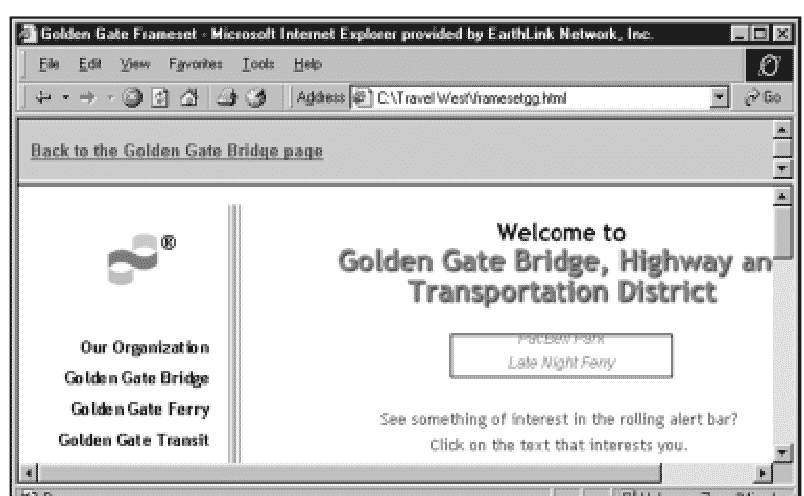 Golden Gate Frameset - Microsoft Internet Explorer provided by EarthLink Network, Inc.
File Edit View Favorites Tools Help
Address C:\Travel West\framesetgg.html Go
Back to the Golden Gate Bridge page
®
Welcome to
Golden Gate Bridge, Highway an
Transportation District
PacBell Park
Late Night Ferry
Our Organization
Golden Gate Bridge
Golden Gate Ferry
Golden Gate Transit
See something of interest in the rolling alert bar?
Click on the text that interests you.